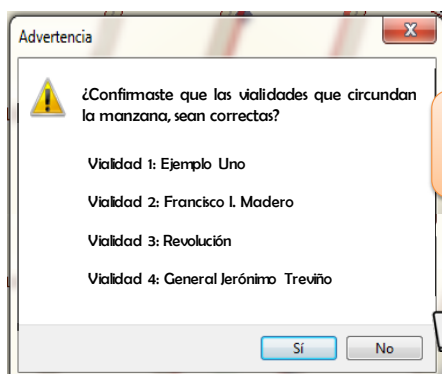 Advertencia
¿Confirmaste que las vialidades que circundan
la manzana, sean correctas?
Vialidad 1: Ejemplo Uno
Vialidad 2: Francisco I. Madero
Vialidad 3: Revolución
Vialidad 4: General Jerónimo Treviño
Sí
No